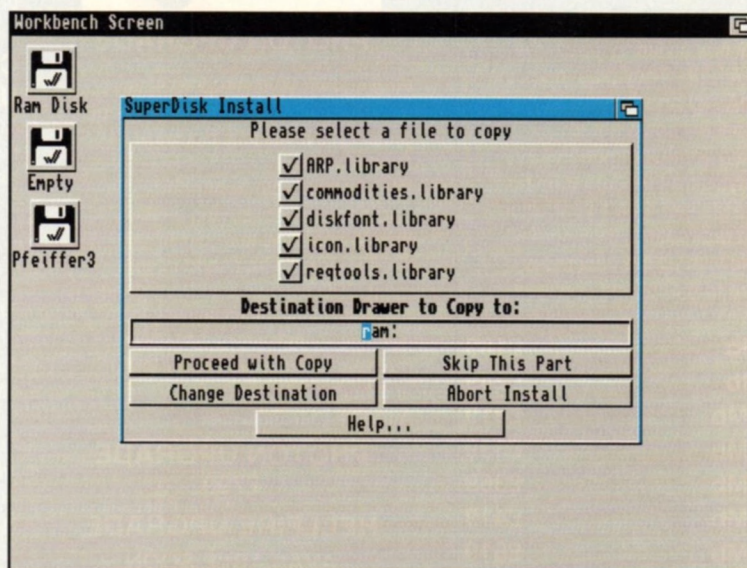 Workbench Screen
Ram Disk
Empty
Pfeiffer3
SuperDisk Install
Please select a file to copy
ARP.library
commodities.library
diskfont.library
icon.library
reqtools.library
Destination Drawer to Copy to:
ram:
Proceed with Copy
Skip This Part
Change Destination
Abort Install
Help...